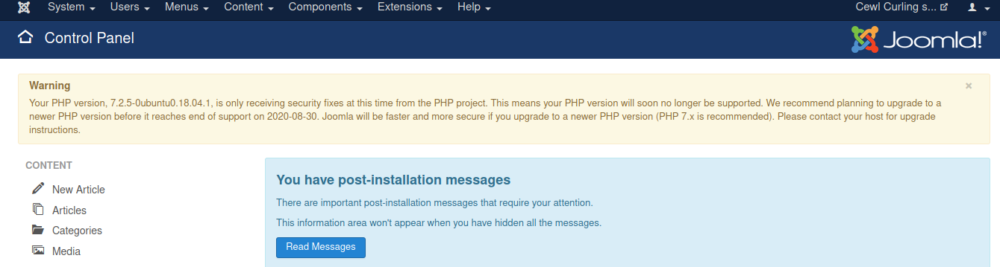 System Users Menus Content Components Extensions Help Cewl Curling s...
Control Panel Joomla!®
Warning ×
Your PHP version, 7.2.5-0ubuntu0.18.04.1, is only receiving security fixes at this time from the PHP project. This means your PHP version will soon no longer be supported. We recommend planning to upgrade to a
newer PHP version before it reaches end of support on 2020-08-30. Joomla will be faster and more secure if you upgrade to a newer PHP version (PHP 7.x is recommended). Please contact your host for upgrade
instructions.
CONTENT
New Article
Articles
Categories
Media
You have post-installation messages
There are important post-installation messages that require your attention.
This information area won't appear when you have hidden all the messages.
Read Messages